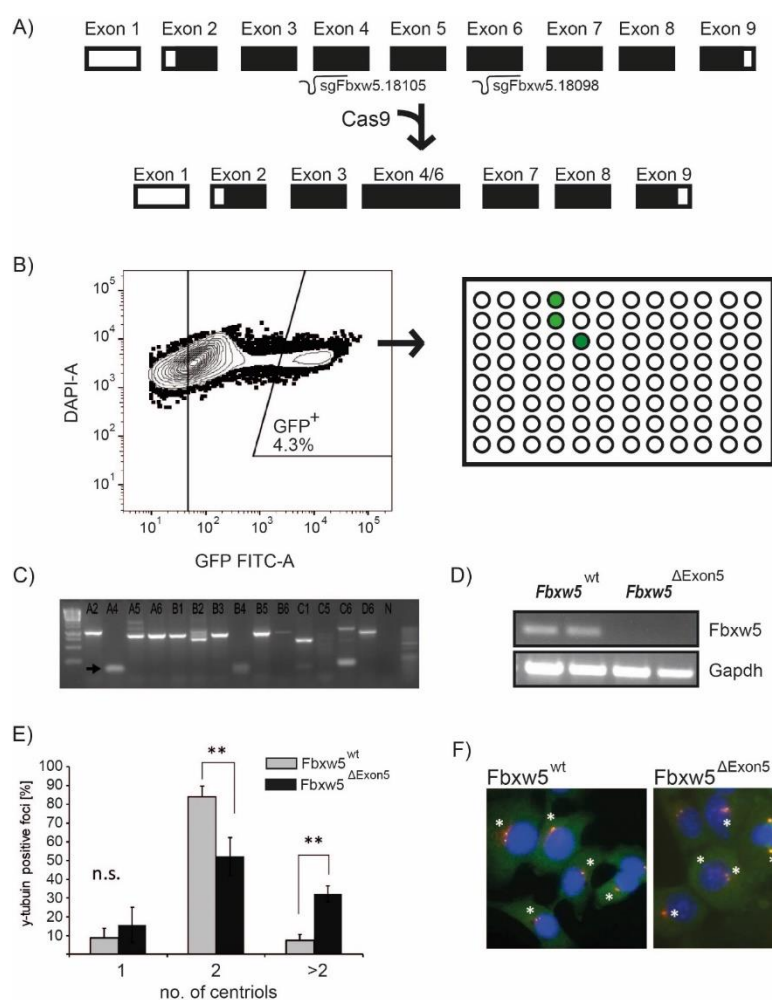 A)
Exon 1 Exon 2 Exon 3 Exon 4 Exon 5 Exon 6 Exon 7 Exon 8 Exon 9
sgFbxw5.18105 sgFbxw5.18098
Cas9
Exon 1 Exon 2 Exon 3 Exon 4/6 Exon 7 Exon 8 Exon 9
B)
DAPI-A
10^5
10^4
10^3
10^2
10^1
GFP+
4.3%
10^1 10^2 10^3 10^4 10^5
GFP FITC-A
C)
A2 A4 A5 A6 B1 B2 B3 B4 B5 B6 C1 C5 C6 D6 N
D)
Fbxw5^wt Fbxw5^ΔExon5
Fbxw5
Gapdh
E)
y-tubuin positive foci [%]
100
90
80
70
60
50
40
30
20
10
n.s. ** **
Fbxw5^wt
Fbxw5^ΔExon5
1 2 >2
no. of centriols
F)
Fbxw5^wt Fbxw5^ΔExon5
* * * * *
* * * * *